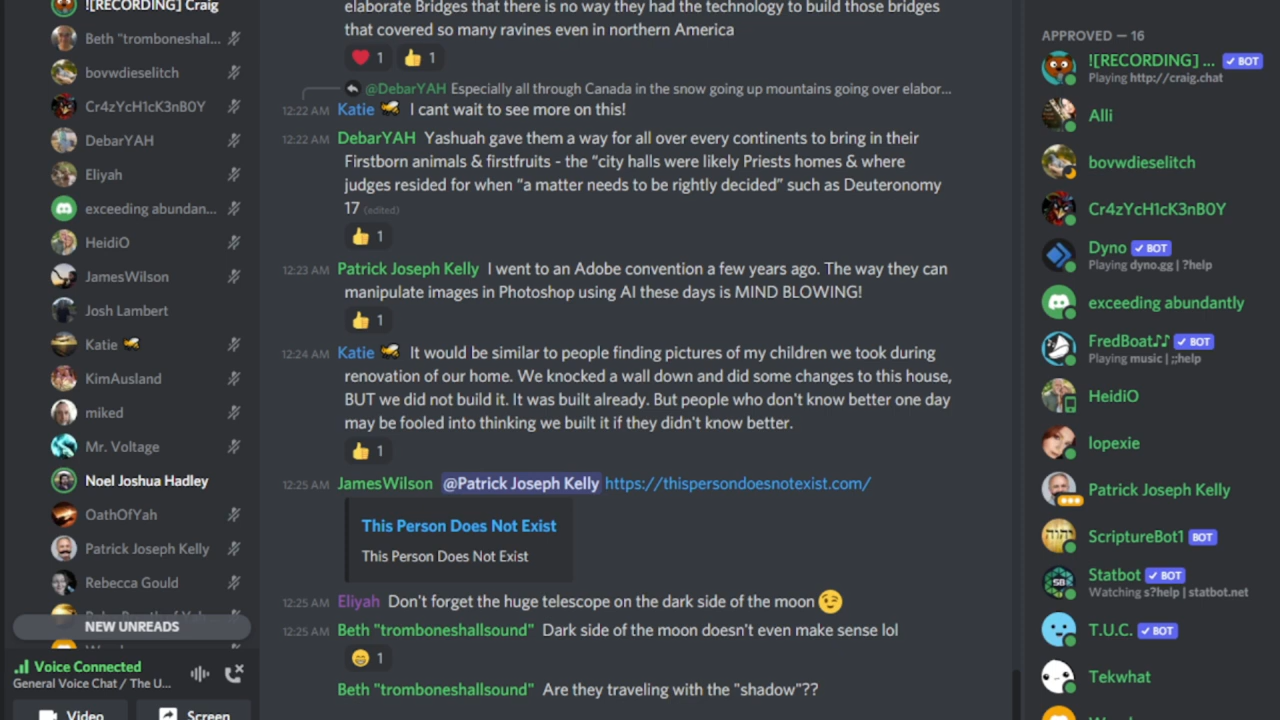 ![RECORDING] Craig
Beth "tromboneshal...
bovwdieselitch
Cr4zYcH1cK3nB0Y
DebarYAH
Eliyah
exceeding abundan...
HeidiO
JamesWilson
Josh Lambert
Katie
KimAusland
miked
Mr. Voltage
Noel Joshua Hadley
OathOfYah
Patrick Joseph Kelly
Rebecca Gould
NEW UNREADS
Voice Connected
General Voice Chat / The U...
Video
Screen
elaborate Bridges that there is no way they had the technology to build those bridges
that covered so many ravines even in northern America
1 1
@DebarYAH Especially all through Canada in the snow going up mountains going over elabor...
12:22 AM Katie I cant wait to see more on this!
12:22 AM DebarYAH Yashuah gave them a way for all over every continents to bring in their
Firstborn animals & firstfruits - the “city halls were likely Priests homes & where
judges resided for when “a matter needs to be rightly decided” such as Deuteronomy
17 (edited)
1
12:23 AM Patrick Joseph Kelly I went to an Adobe convention a few years ago. The way they can
manipulate images in Photoshop using AI these days is MIND BLOWING!
1
12:24 AM Katie It would be similar to people finding pictures of my children we took during
renovation of our home. We knocked a wall down and did some changes to this house,
BUT we did not build it. It was built already. But people who don't know better one day
may be fooled into thinking we built it if they didn't know better.
1
12:25 AM JamesWilson @Patrick Joseph Kelly https://thispersondoesnotexist.com/
This Person Does Not Exist
This Person Does Not Exist
12:25 AM Eliyah Don't forget the huge telescope on the dark side of the moon
12:25 AM Beth "tromboneshallsound" Dark side of the moon doesn't even make sense lol
1
Beth "tromboneshallsound" Are they traveling with the "shadow"??
APPROVED — 16
![RECORDING] ... BOT
Playing http://craig.chat
Alli
bovwdieselitch
Cr4zYcH1cK3nB0Y
Dyno BOT
Playing dyno.gg | ?help
exceeding abundantly
FredBoat♪♪ BOT
Playing music | ;;help
HeidiO
lopexie
Patrick Joseph Kelly
ScriptureBot1 BOT
Statbot BOT
Watching s?help | statbot.net
T.U.C. BOT
Tekwhat